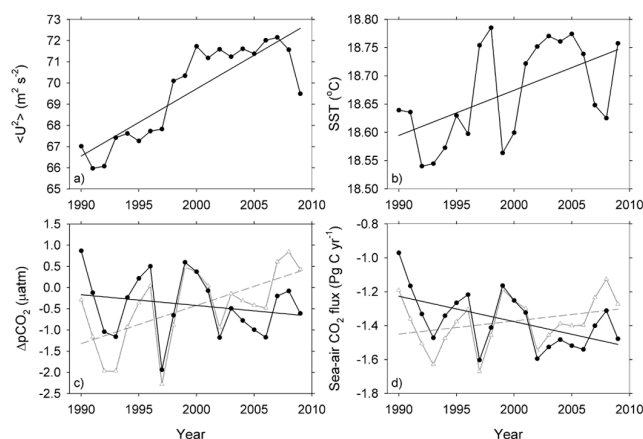 73
72
71
70
69
68
67
66
65
<U² > (m² s⁻²)
a)
1990 1995 2000 2005 2010
18.80
18.75
18.70
18.65
18.60
18.55
18.50
SST (°C)
b)
1990 1995 2000 2005 2010
1.5
1.0
0.5
0.0
-0.5
-1.0
-1.5
-2.0
-2.5
ΔpCO₂ (µatm)
c)
1990 1995 2000 2005 2010
Year
-0.8
-1.0
-1.2
-1.4
-1.6
-1.8
Sea-air CO₂ flux (Pg C yr⁻¹)
d)
1990 1995 2000 2005 2010
Year